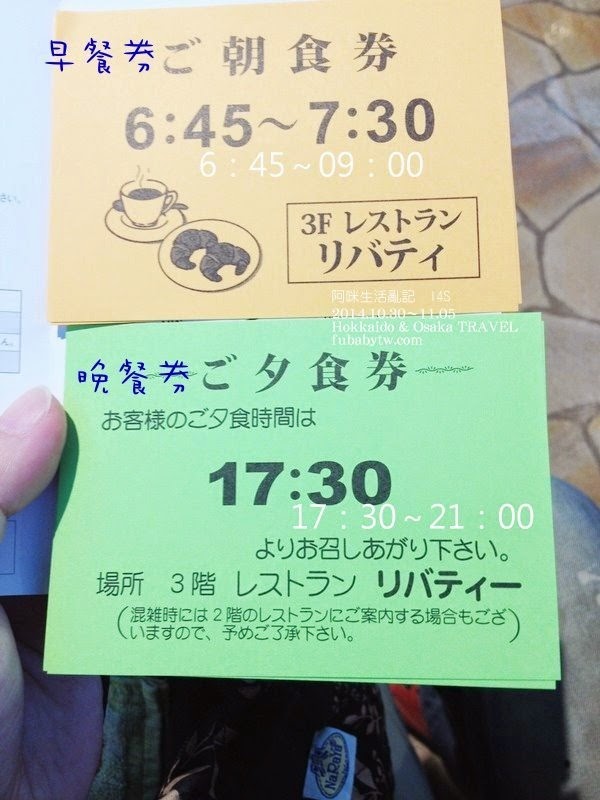 早餐券
ご朝食券
6:45～7:30
6：45～09：00
3F レストラン
リバティ
阿咪生活亂記 I4S
2014.10.30～11.05
Hokkaido & Osaka TRAVEL
fubabytw.com
晚餐券
ご夕食券
お客様のご夕食時間は
17:30
17：30～21：00
よりお召しあがり下さい。
場所 3階 レストラン リバティー
（混雑時には2階のレストランにご案内する場合もござ
いますので、予めご了承下さい。）
NaRaYa
さい。
ん。